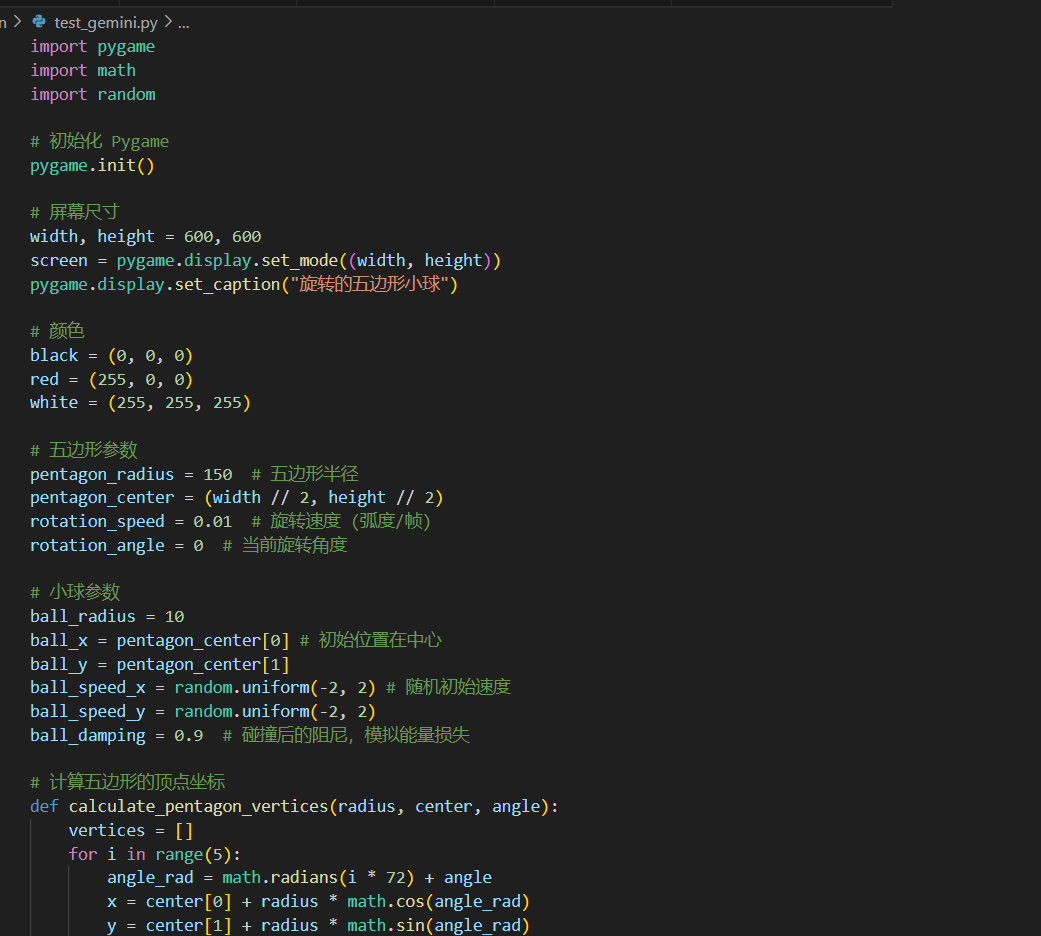 n > test_gemini.py > ...
import pygame
import math
import random
# 初始化 Pygame
pygame.init()
# 屏幕尺寸
width, height = 600, 600
screen = pygame.display.set_mode((width, height))
pygame.display.set_caption("旋转的五边形小球")
# 颜色
black = (0, 0, 0)
red = (255, 0, 0)
white = (255, 255, 255)
# 五边形参数
pentagon_radius = 150  # 五边形半径
pentagon_center = (width // 2, height // 2)
rotation_speed = 0.01  # 旋转速度 (弧度/帧)
rotation_angle = 0  # 当前旋转角度
# 小球参数
ball_radius = 10
ball_x = pentagon_center[0] # 初始位置在中心
ball_y = pentagon_center[1]
ball_speed_x = random.uniform(-2, 2) # 随机初始速度
ball_speed_y = random.uniform(-2, 2)
ball_damping = 0.9  # 碰撞后的阻尼，模拟能量损失
# 计算五边形的顶点坐标
def calculate_pentagon_vertices(radius, center, angle):
    vertices = []
    for i in range(5):
        angle_rad = math.radians(i * 72) + angle
        x = center[0] + radius * math.cos(angle_rad)
        y = center[1] + radius * math.sin(angle_rad)